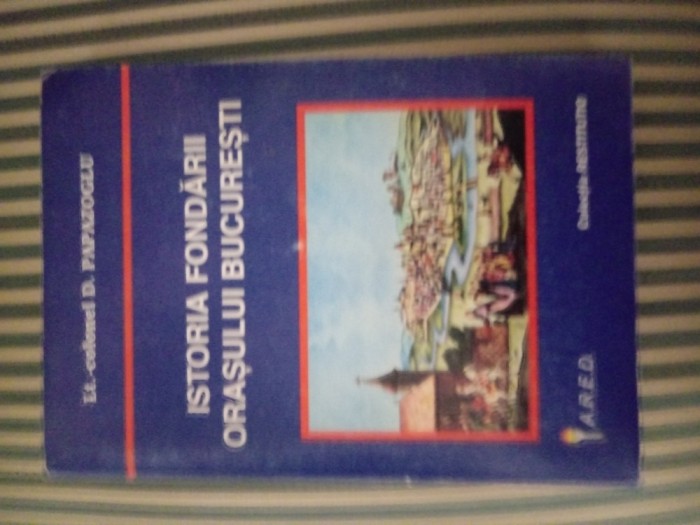 Lt.-colonel D. PAPAZOGLU
ISTORIA FONDĂRII
ORAȘULUI BUCUREȘTI
Colecția RESTITUTIO
A.R.E.D.